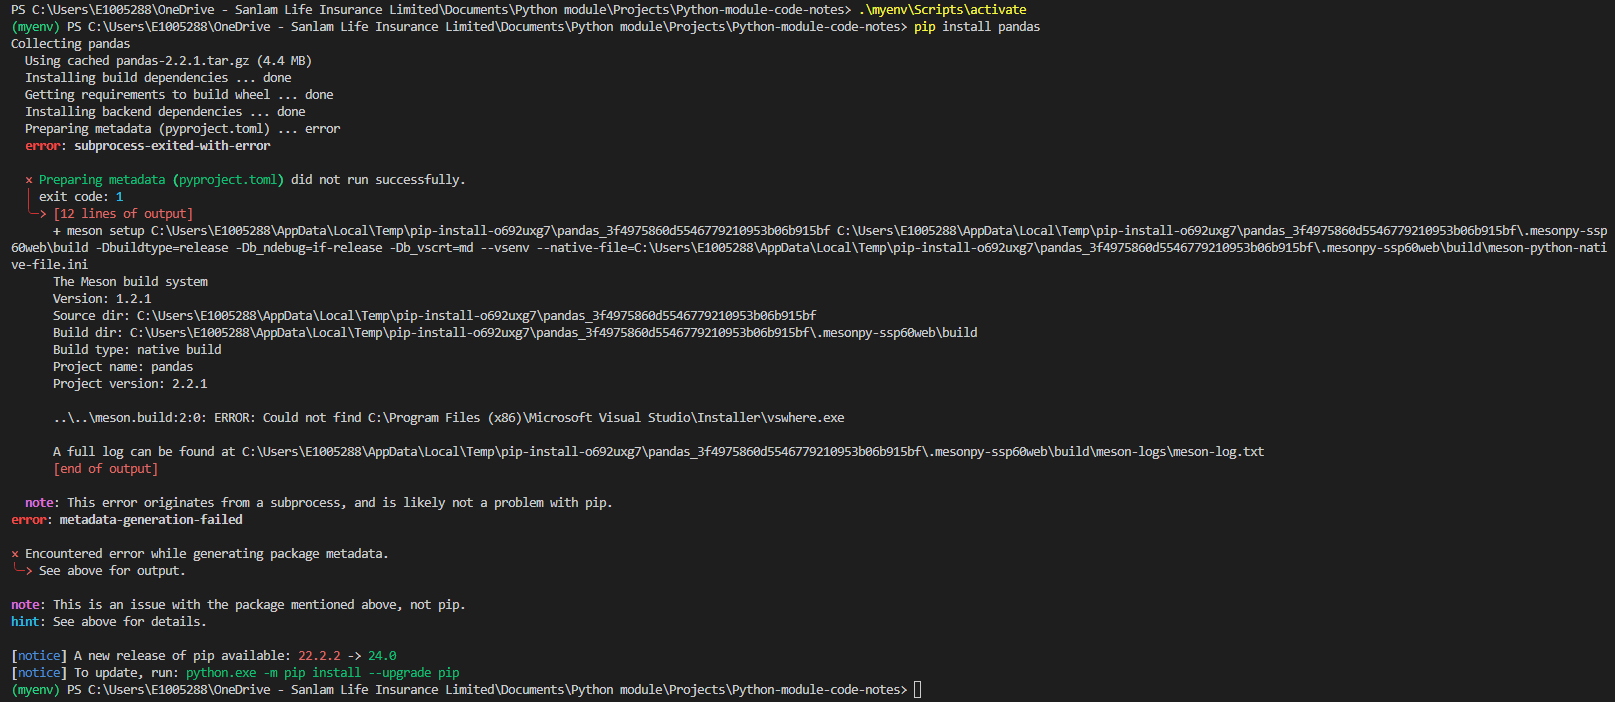 PS C:\Users\E1005288\OneDrive - Sanlam Life Insurance Limited\Documents\Python module\Projects\Python-module-code-notes> .\myenv\Scripts\activate
(myenv) PS C:\Users\E1005288\OneDrive - Sanlam Life Insurance Limited\Documents\Python module\Projects\Python-module-code-notes> pip install pandas
Collecting pandas
  Using cached pandas-2.2.1.tar.gz (4.4 MB)
  Installing build dependencies ... done
  Getting requirements to build wheel ... done
  Installing backend dependencies ... done
  Preparing metadata (pyproject.toml) ... error
  error: subprocess-exited-with-error

  × Preparing metadata (pyproject.toml) did not run successfully.
  │ exit code: 1
  ╰─> [12 lines of output]
      + meson setup C:\Users\E1005288\AppData\Local\Temp\pip-install-o692uxg7\pandas_3f4975860d5546779210953b06b915bf C:\Users\E1005288\AppData\Local\Temp\pip-install-o692uxg7\pandas_3f4975860d5546779210953b06b915bf\.mesonpy-ssp
60web\build -Dbuildtype=release -Db_ndebug=if-release -Db_vscrt=md --vsenv --native-file=C:\Users\E1005288\AppData\Local\Temp\pip-install-o692uxg7\pandas_3f4975860d5546779210953b06b915bf\.mesonpy-ssp60web\build\meson-python-nati
ve-file.ini
      The Meson build system
      Version: 1.2.1
      Source dir: C:\Users\E1005288\AppData\Local\Temp\pip-install-o692uxg7\pandas_3f4975860d5546779210953b06b915bf
      Build dir: C:\Users\E1005288\AppData\Local\Temp\pip-install-o692uxg7\pandas_3f4975860d5546779210953b06b915bf\.mesonpy-ssp60web\build
      Build type: native build
      Project name: pandas
      Project version: 2.2.1

      ..\..\meson.build:2:0: ERROR: Could not find C:\Program Files (x86)\Microsoft Visual Studio\Installer\vswhere.exe

      A full log can be found at C:\Users\E1005288\AppData\Local\Temp\pip-install-o692uxg7\pandas_3f4975860d5546779210953b06b915bf\.mesonpy-ssp60web\build\meson-logs\meson-log.txt
      [end of output]

  note: This error originates from a subprocess, and is likely not a problem with pip.
error: metadata-generation-failed

× Encountered error while generating package metadata.
╰─> See above for output.

note: This is an issue with the package mentioned above, not pip.
hint: See above for details.

[notice] A new release of pip available: 22.2.2 -> 24.0
[notice] To update, run: python.exe -m pip install --upgrade pip
(myenv) PS C:\Users\E1005288\OneDrive - Sanlam Life Insurance Limited\Documents\Python module\Projects\Python-module-code-notes>